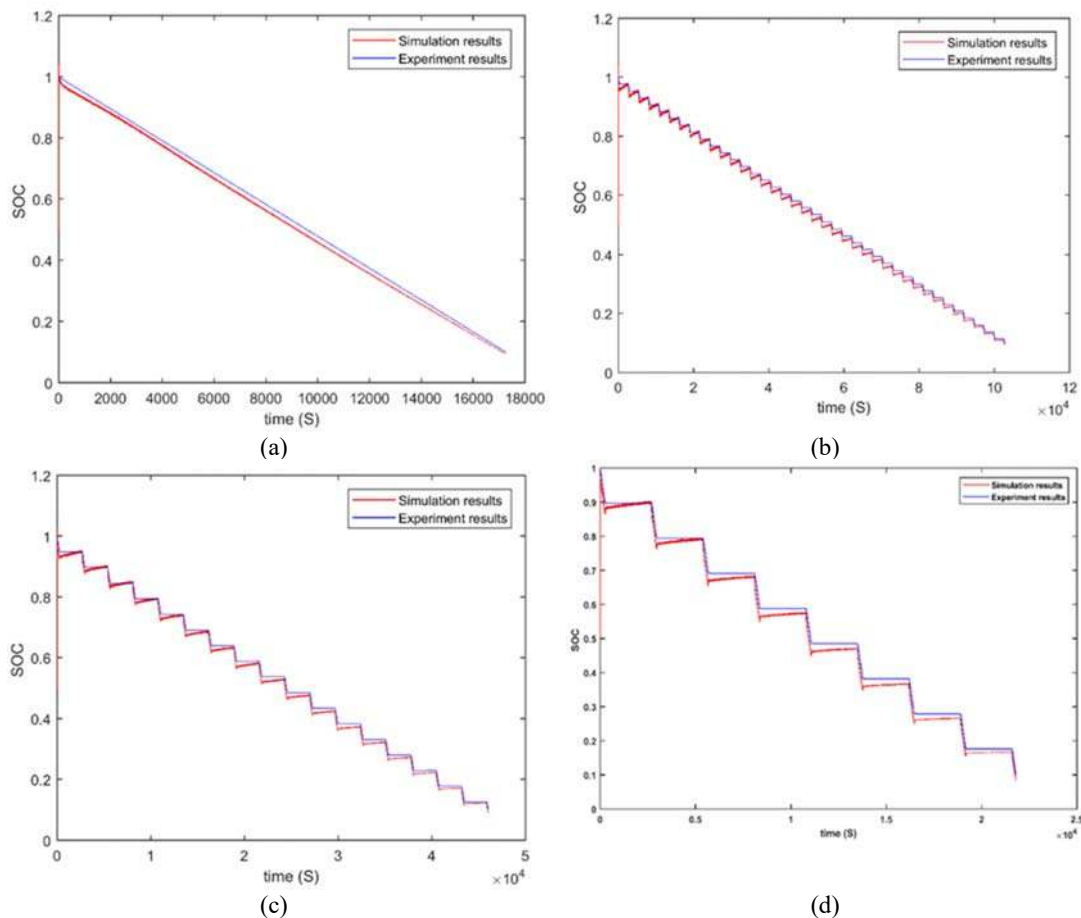 1.2
1
0.8
0.6
0.4
0.2
0
SOC
Simulation results
Experiment results
0 2000 4000 6000 8000 10000 12000 14000 16000 18000
time (S)
(a)
1.2
1
0.8
0.6
0.4
0.2
0
SOC
Simulation results
Experiment results
0 2 4 6 8 10 12
time (S)
×10⁴
(b)
1.2
1
0.8
0.6
0.4
0.2
0
SOC
Simulation results
Experiment results
0 1 2 3 4 5
time (S)
×10⁴
(c)
1
0.9
0.8
0.7
0.6
0.5
0.4
0.3
0.2
0.1
0
SOC
Simulation results
Experiment results
0 0.5 1 1.5 2 2.5
time (S)
×10⁴
(d)